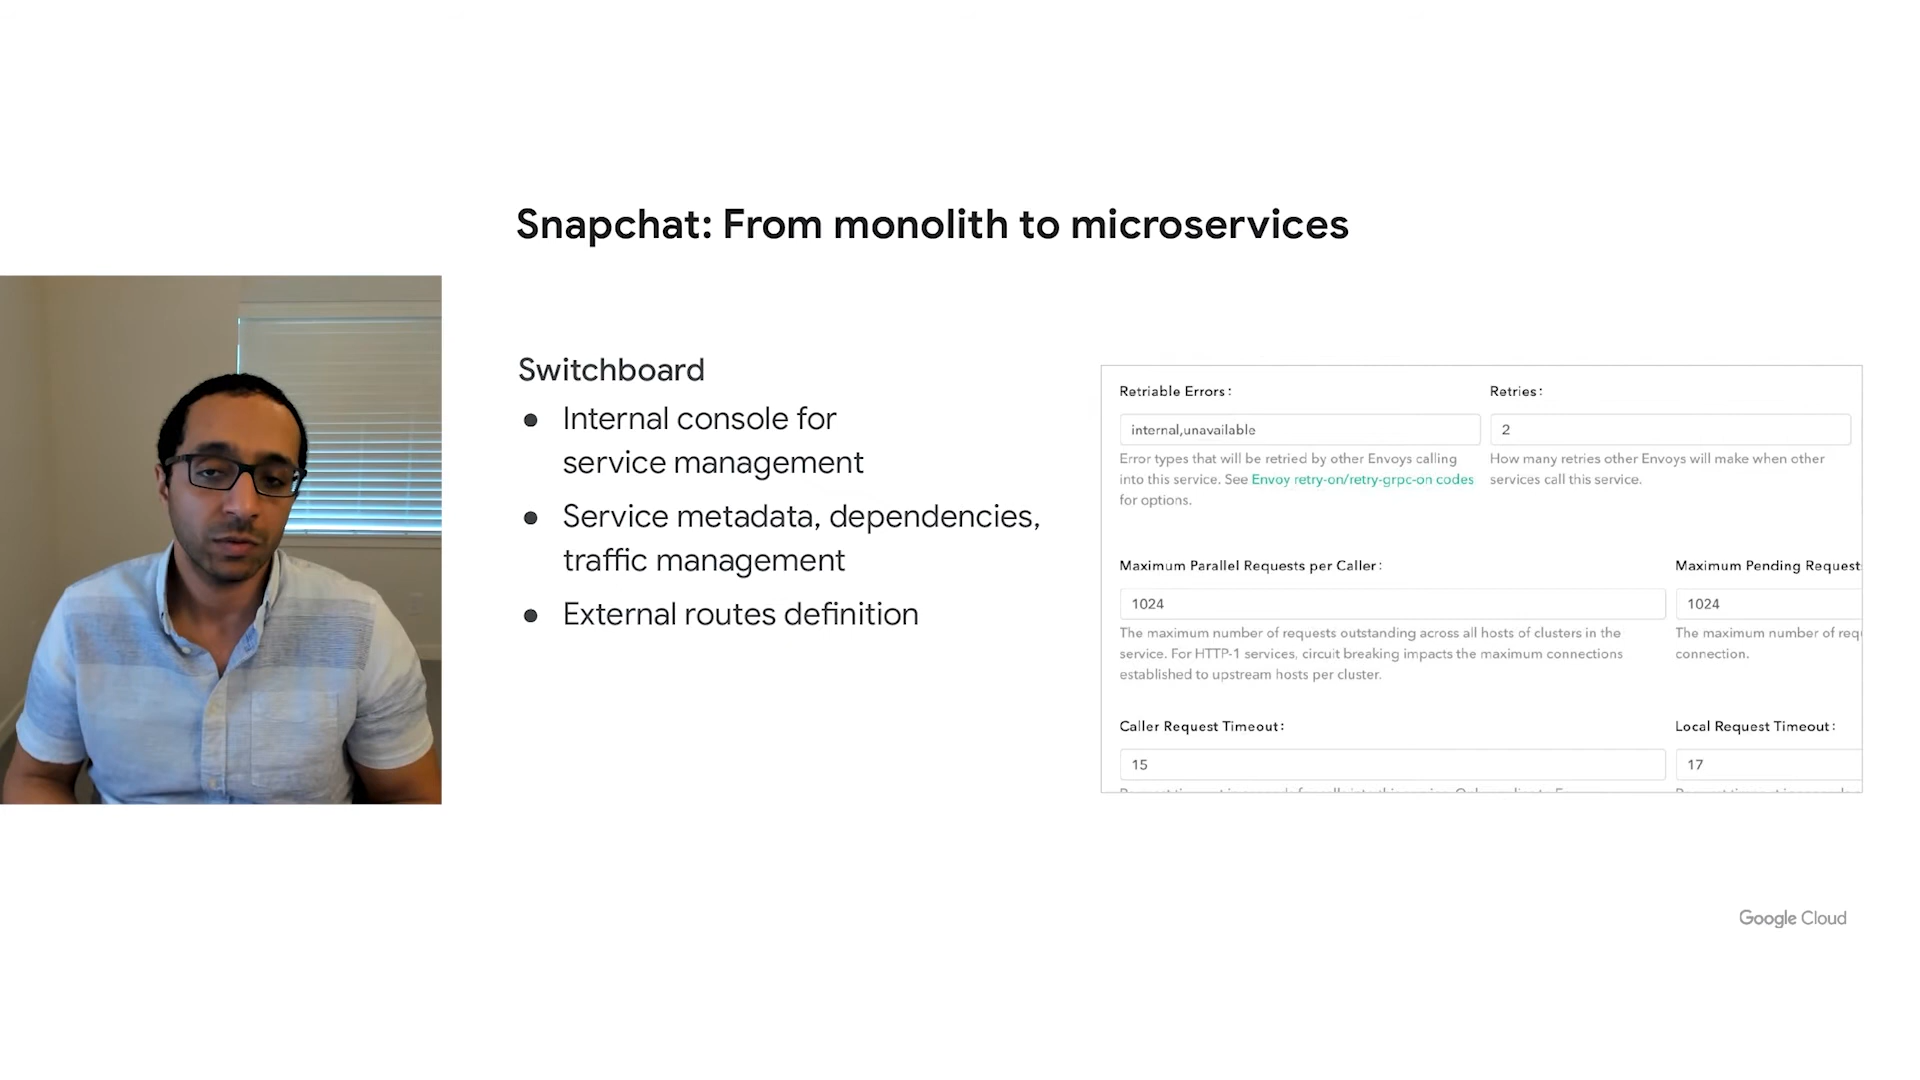 Snapchat: From monolith to microservices
Switchboard
● Internal console for
service management
● Service metadata, dependencies,
traffic management
● External routes definition
Retriable Errors:
internal,unavailable
Error types that will be retried by other Envoys calling
into this service. See Envoy retry-on/retry-grpc-on codes
for options.
Retries:
2
How many retries other Envoys will make when other
services call this service.
Maximum Parallel Requests per Caller:
1024
The maximum number of requests outstanding across all hosts of clusters in the
service. For HTTP-1 services, circuit breaking impacts the maximum connections
established to upstream hosts per cluster.
Maximum Pending Request
1024
The maximum number of
connection.
Caller Request Timeout:
15
Local Request Timeout:
17
Google Cloud